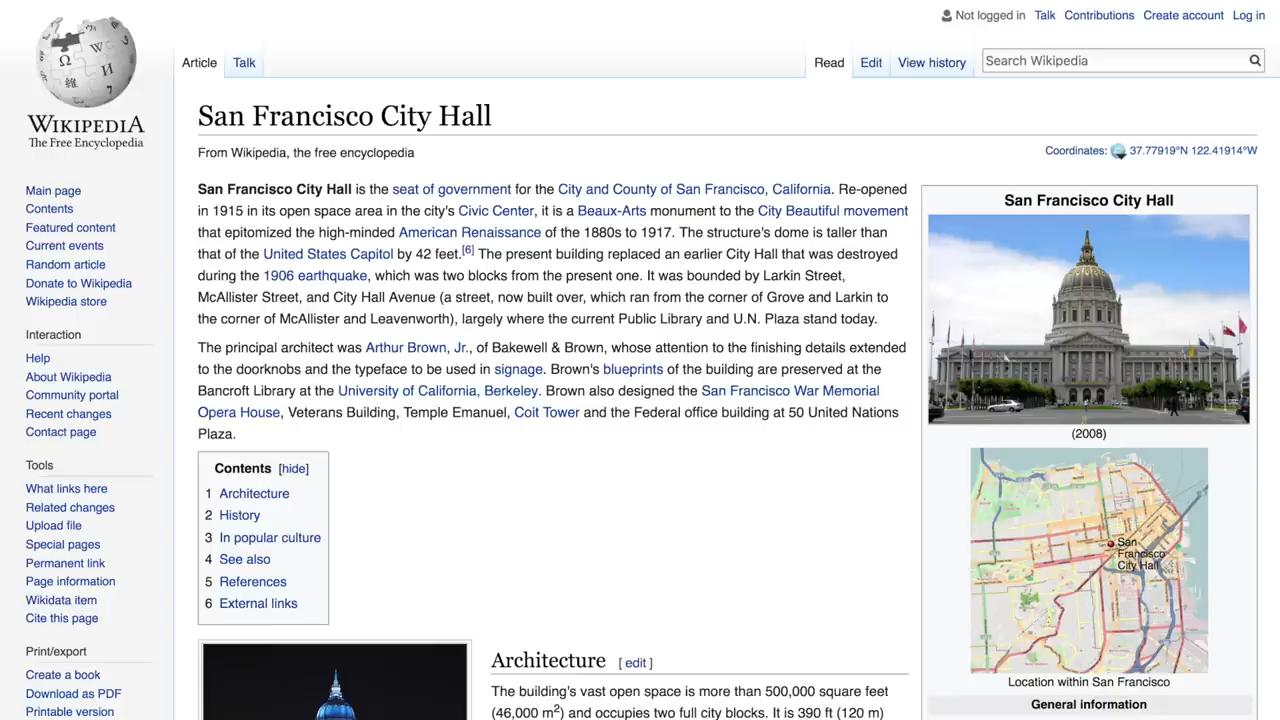 Not logged in Talk Contributions Create account Log in
Article Talk Read Edit View history Search Wikipedia
WIKIPEDIA
The Free Encyclopedia
Main page
Contents
Featured content
Current events
Random article
Donate to Wikipedia
Wikipedia store
Interaction
Help
About Wikipedia
Community portal
Recent changes
Contact page
Tools
What links here
Related changes
Upload file
Special pages
Permanent link
Page information
Wikidata item
Cite this page
Print/export
Create a book
Download as PDF
Printable version
San Francisco City Hall
From Wikipedia, the free encyclopedia
Coordinates: 37.77919°N 122.41914°W
San Francisco City Hall is the seat of government for the City and County of San Francisco, California. Re-opened
in 1915 in its open space area in the city's Civic Center, it is a Beaux-Arts monument to the City Beautiful movement
that epitomized the high-minded American Renaissance of the 1880s to 1917. The structure's dome is taller than
that of the United States Capitol by 42 feet.[6] The present building replaced an earlier City Hall that was destroyed
during the 1906 earthquake, which was two blocks from the present one. It was bounded by Larkin Street,
McAllister Street, and City Hall Avenue (a street, now built over, which ran from the corner of Grove and Larkin to
the corner of McAllister and Leavenworth), largely where the current Public Library and U.N. Plaza stand today.
The principal architect was Arthur Brown, Jr., of Bakewell & Brown, whose attention to the finishing details extended
to the doorknobs and the typeface to be used in signage. Brown's blueprints of the building are preserved at the
Bancroft Library at the University of California, Berkeley. Brown also designed the San Francisco War Memorial
Opera House, Veterans Building, Temple Emanuel, Coit Tower and the Federal office building at 50 United Nations
Plaza.
Contents [hide]
1 Architecture
2 History
3 In popular culture
4 See also
5 References
6 External links
Architecture [ edit ]
The building's vast open space is more than 500,000 square feet
(46,000 m2) and occupies two full city blocks. It is 390 ft (120 m)
San Francisco City Hall
(2008)
San
Francisco
City Hall
Location within San Francisco
General information